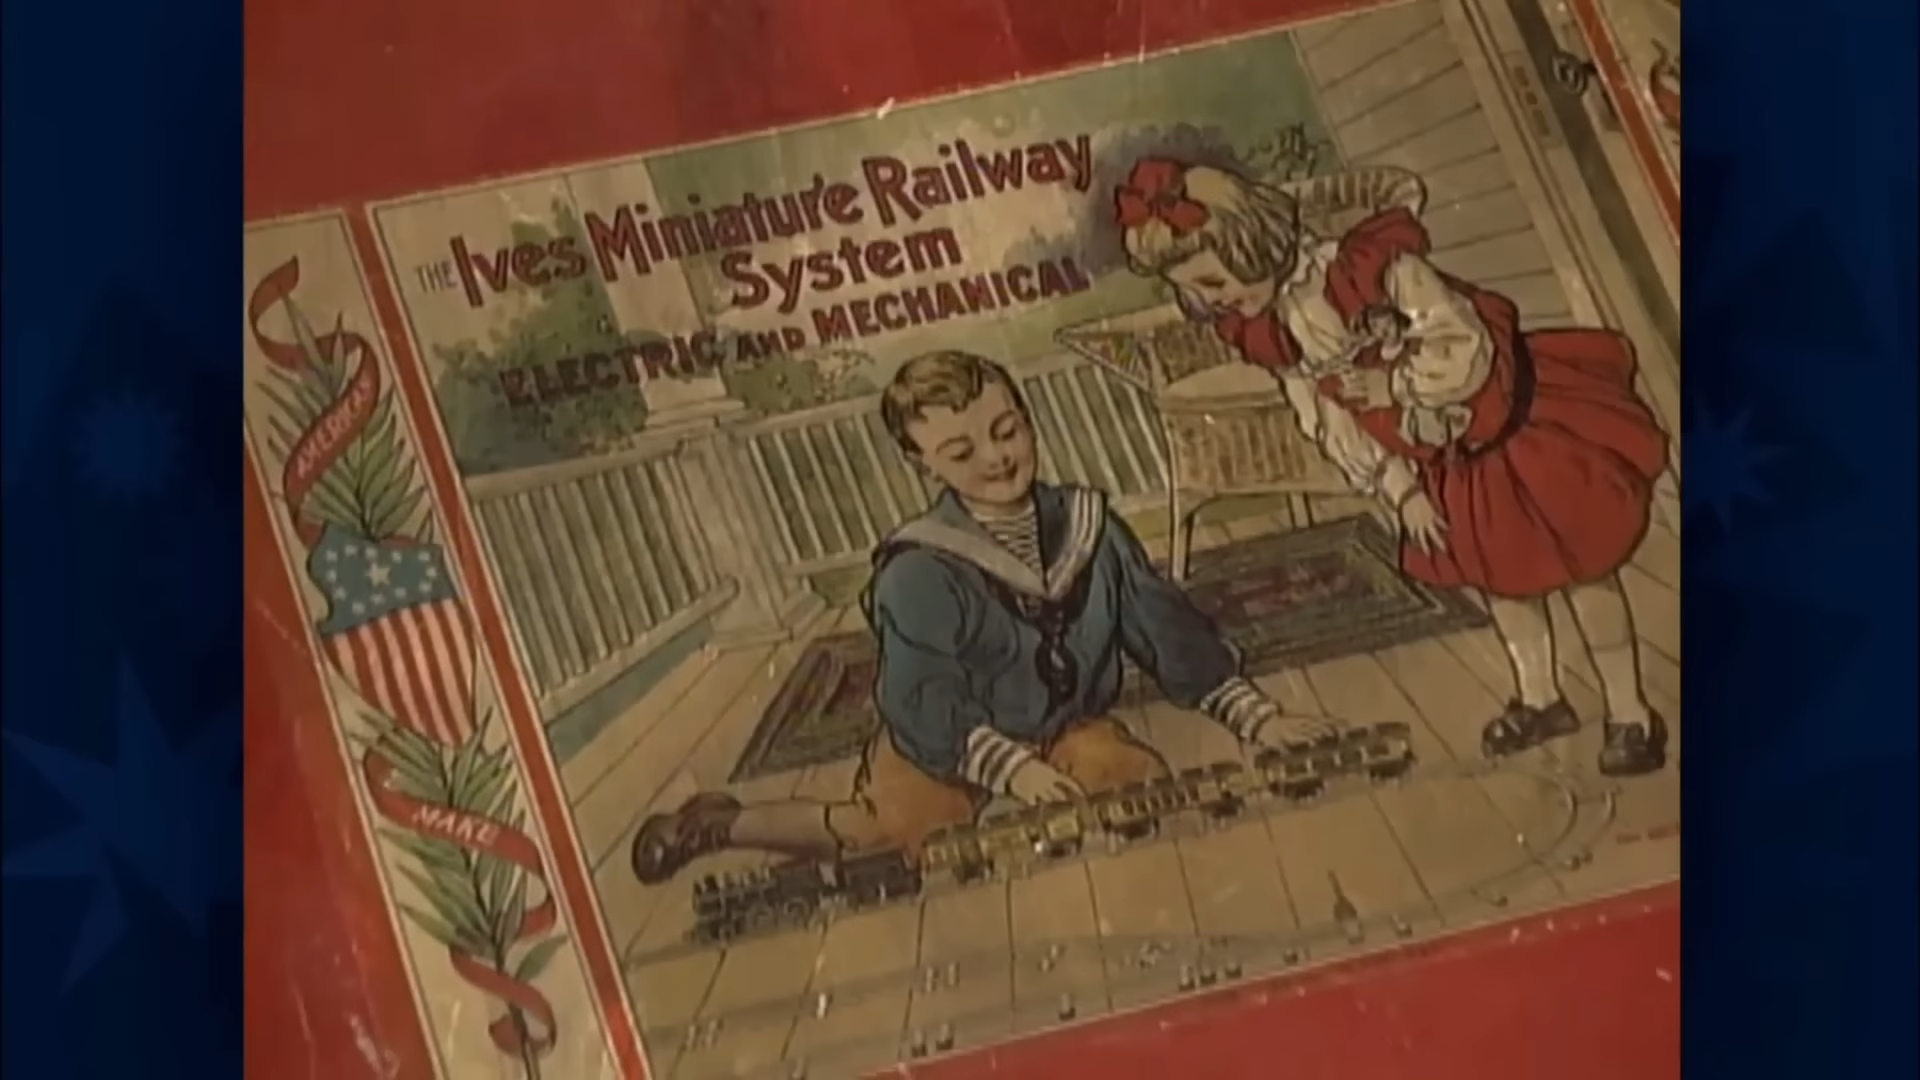 THE Ives Miniature Railway
System
ELECTRIC AND MECHANICAL
AMERICAN
MAKE